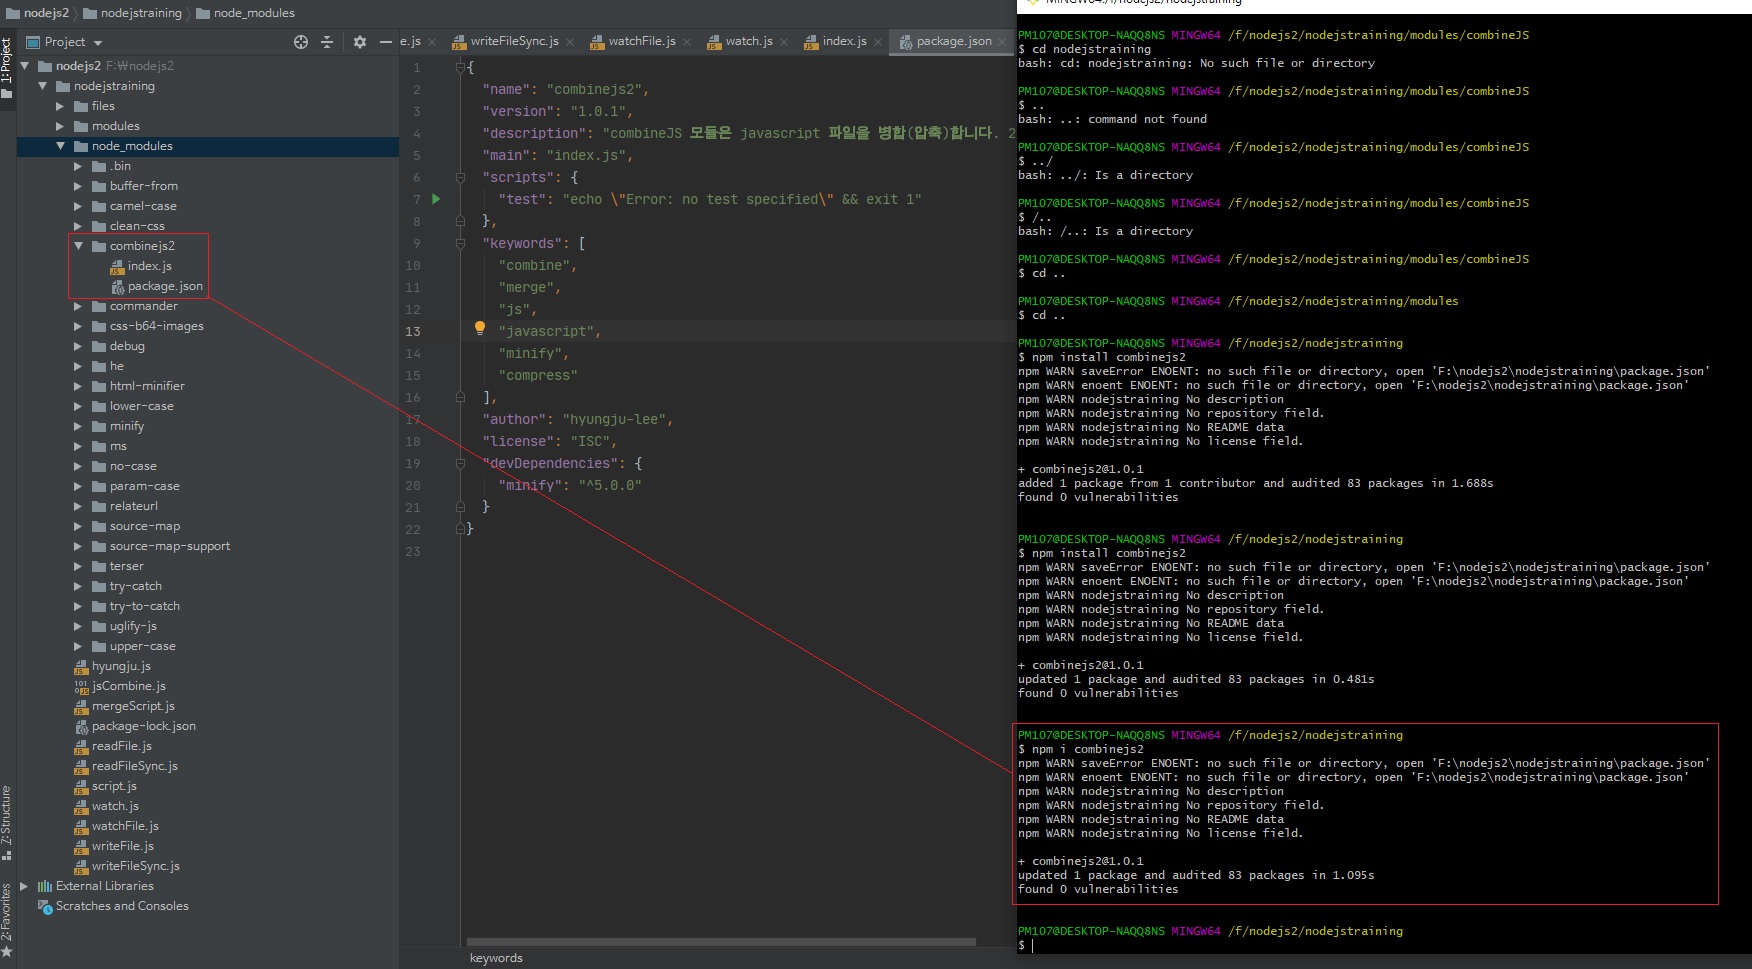 nodejs2 nodejstraining node_modules
1: Project
Z: Structure
2: Favorites
Project
nodejs2 F:₩nodejs2
nodejstraining
files
modules
node_modules
.bin
buffer-from
camel-case
clean-css
combinejs2
index.js
package.json
commander
css-b64-images
debug
he
html-minifier
lower-case
minify
ms
no-case
param-case
relateurl
source-map
source-map-support
terser
try-catch
try-to-catch
uglify-js
upper-case
hyungju.js
jsCombine.js
mergeScript.js
package-lock.json
readFile.js
readFileSync.js
script.js
watch.js
watchFile.js
writeFile.js
writeFileSync.js
External Libraries
Scratches and Consoles
e.js writeFileSync.js watchFile.js watch.js index.js package.json
1 {
2 "name": "combinejs2",
3 "version": "1.0.1",
4 "description": "combineJS 모듈은 javascript 파일을 병합(압축)합니다. 2
5 "main": "index.js",
6 "scripts": {
7 "test": "echo \"Error: no test specified\" && exit 1"
8 },
9 "keywords": [
10 "combine",
11 "merge",
12 "js",
13 "javascript",
14 "minify",
15 "compress"
16 ],
17 "author": "hyungju-lee",
18 "license": "ISC",
19 "devDependencies": {
20 "minify": "^5.0.0"
21 }
22 }
23
keywords
MINGW64:/f/nodejs2/nodejstraining
PM107@DESKTOP-NAQQ8NS MINGW64 /f/nodejs2/nodejstraining/modules/combineJS
$ cd nodejstraining
bash: cd: nodejstraining: No such file or directory
PM107@DESKTOP-NAQQ8NS MINGW64 /f/nodejs2/nodejstraining/modules/combineJS
$ ..
bash: ..: command not found
PM107@DESKTOP-NAQQ8NS MINGW64 /f/nodejs2/nodejstraining/modules/combineJS
$ ../
bash: ../: Is a directory
PM107@DESKTOP-NAQQ8NS MINGW64 /f/nodejs2/nodejstraining/modules/combineJS
$ /..
bash: /..: Is a directory
PM107@DESKTOP-NAQQ8NS MINGW64 /f/nodejs2/nodejstraining/modules/combineJS
$ cd ..
PM107@DESKTOP-NAQQ8NS MINGW64 /f/nodejs2/nodejstraining/modules
$ cd ..
PM107@DESKTOP-NAQQ8NS MINGW64 /f/nodejs2/nodejstraining
$ npm install combinejs2
npm WARN saveError ENOENT: no such file or directory, open 'F:\nodejs2\nodejstraining\package.json'
npm WARN enoent ENOENT: no such file or directory, open 'F:\nodejs2\nodejstraining\package.json'
npm WARN nodejstraining No description
npm WARN nodejstraining No repository field.
npm WARN nodejstraining No README data
npm WARN nodejstraining No license field.
+ combinejs2@1.0.1
added 1 package from 1 contributor and audited 83 packages in 1.688s
found 0 vulnerabilities
PM107@DESKTOP-NAQQ8NS MINGW64 /f/nodejs2/nodejstraining
$ npm install combinejs2
npm WARN saveError ENOENT: no such file or directory, open 'F:\nodejs2\nodejstraining\package.json'
npm WARN enoent ENOENT: no such file or directory, open 'F:\nodejs2\nodejstraining\package.json'
npm WARN nodejstraining No description
npm WARN nodejstraining No repository field.
npm WARN nodejstraining No README data
npm WARN nodejstraining No license field.
+ combinejs2@1.0.1
updated 1 package and audited 83 packages in 0.481s
found 0 vulnerabilities
PM107@DESKTOP-NAQQ8NS MINGW64 /f/nodejs2/nodejstraining
$ npm i combinejs2
npm WARN saveError ENOENT: no such file or directory, open 'F:\nodejs2\nodejstraining\package.json'
npm WARN enoent ENOENT: no such file or directory, open 'F:\nodejs2\nodejstraining\package.json'
npm WARN nodejstraining No description
npm WARN nodejstraining No repository field.
npm WARN nodejstraining No README data
npm WARN nodejstraining No license field.
+ combinejs2@1.0.1
updated 1 package and audited 83 packages in 1.095s
found 0 vulnerabilities
PM107@DESKTOP-NAQQ8NS MINGW64 /f/nodejs2/nodejstraining
$